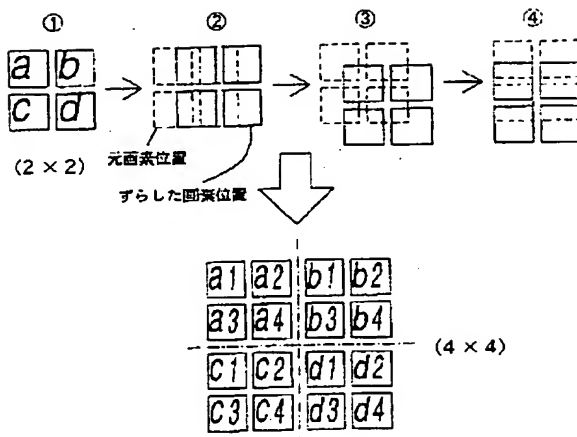 ① ② ③ ④
a b
c d
(2 × 2)
元画素位置
ずらした画素位置
a1 a2 b1 b2
a3 a4 b3 b4
(4 × 4)
c1 c2 d1 d2
c3 c4 d3 d4